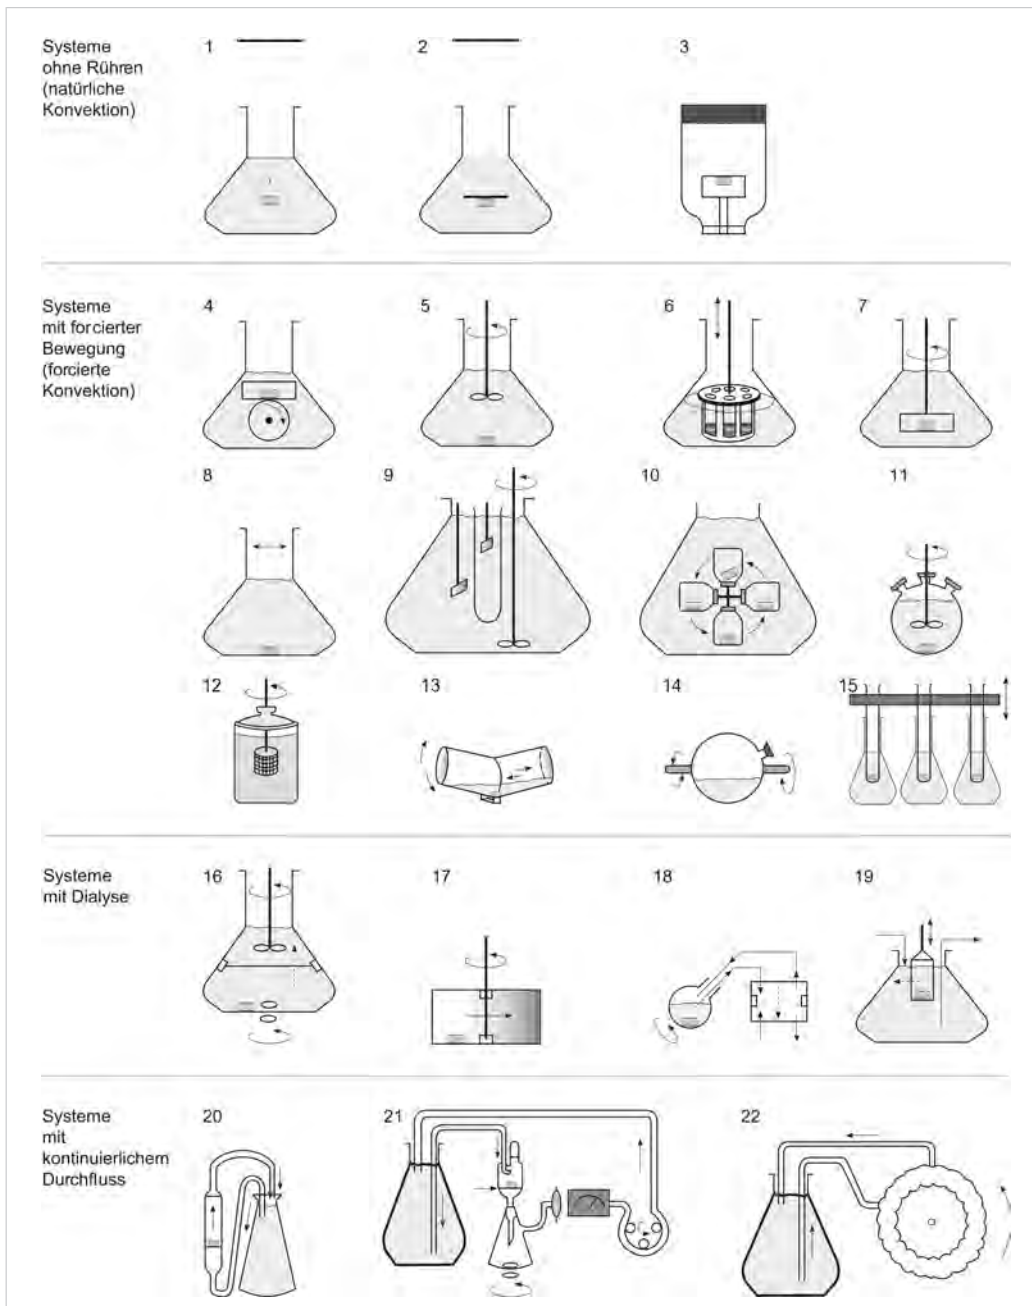 Systeme
ohne Rühren
(natürliche
Konvektion)
1
2
3
Systeme
mit forcierter
Bewegung
(forcierte
Konvektion)
4
5
6
7
8
9
10
11
12
13
14
15
Systeme
mit Dialyse
16
17
18
19
Systeme
mit
kontinuierlichem
Durchfluss
20
21
22